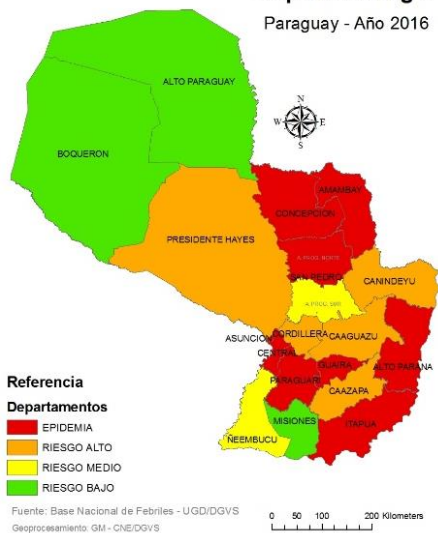 Paraguay - Año 2016
N
W E
S
ALTO PARAGUAY
BOQUERON
AMAMBAY
CONCEPCION
PRESIDENTE HAYES
A. PROG. NORTE
SAN PEDRO
CANINDEYU
ASUNCION
CORDILLERA
CAAGUAZU
CENTRAL
GUAIRA
ALTO PARANA
PARAGUARI
CAAZAPA
MISIONES
ITAPUA
ÑEEMBUCU
Referencia
Departamentos
EPIDEMIA
RIESGO ALTO
RIESGO MEDIO
RIESGO BAJO
Fuente: Base Nacional de Febriles - UGD/DGVS
Geoprocesamiento: GM - CNE/DGVS
0 50 100 200 Kilometers